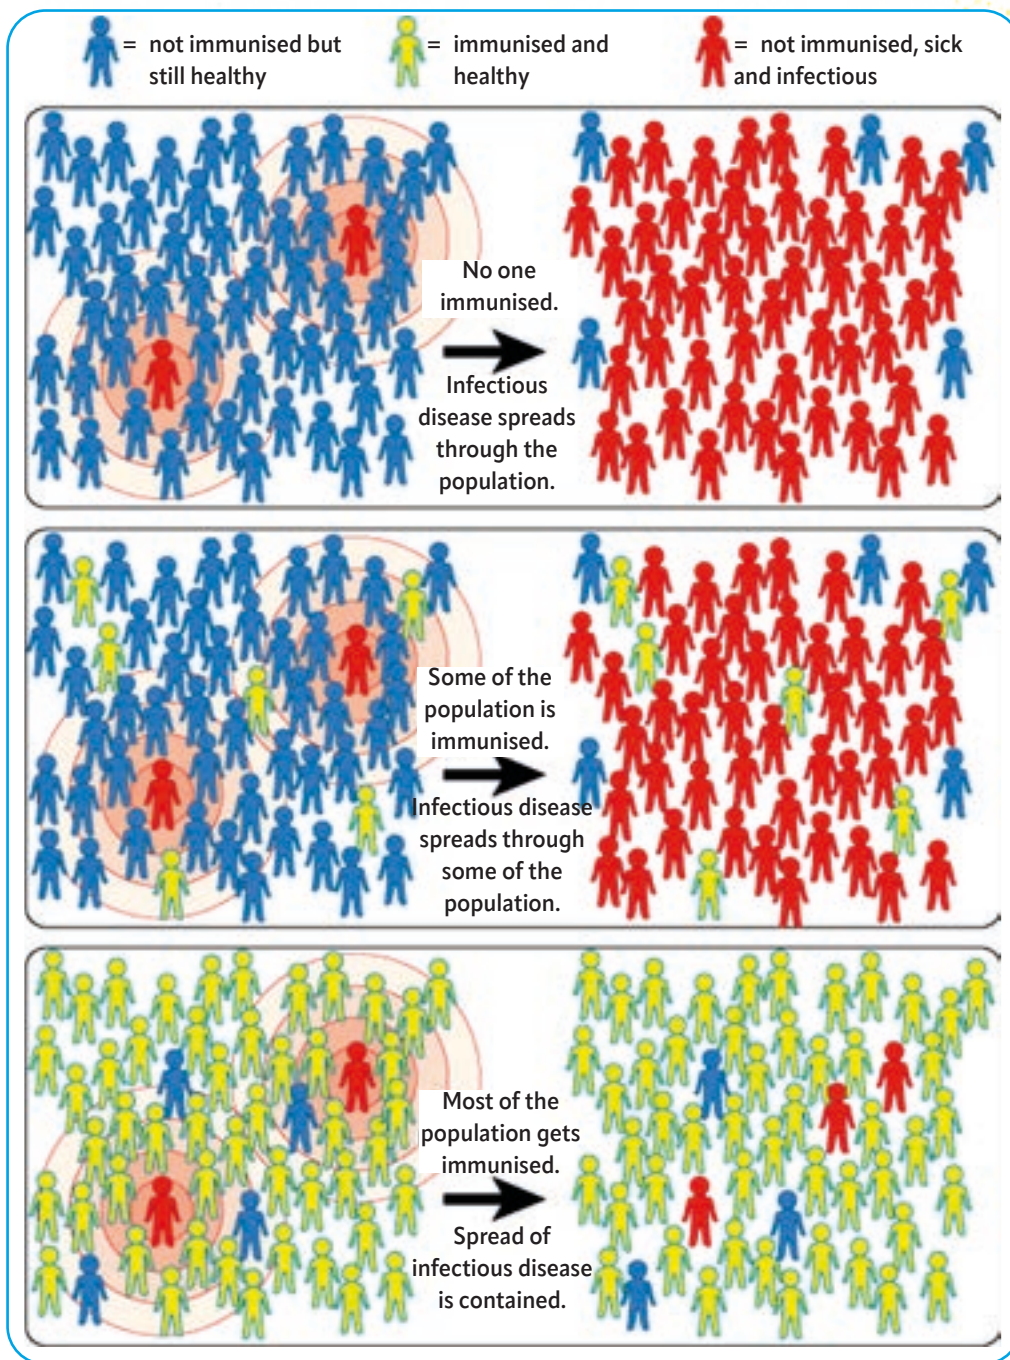 = not immunised but
still healthy
= immunised and
healthy
= not immunised, sick
and infectious
No one
immunised.
Infectious
disease spreads
through the
population.
Some of the
population is
immunised.
Infectious disease
spreads through
some of the
population.
Most of the
population gets
immunised.
Spread of
infectious disease
is contained.